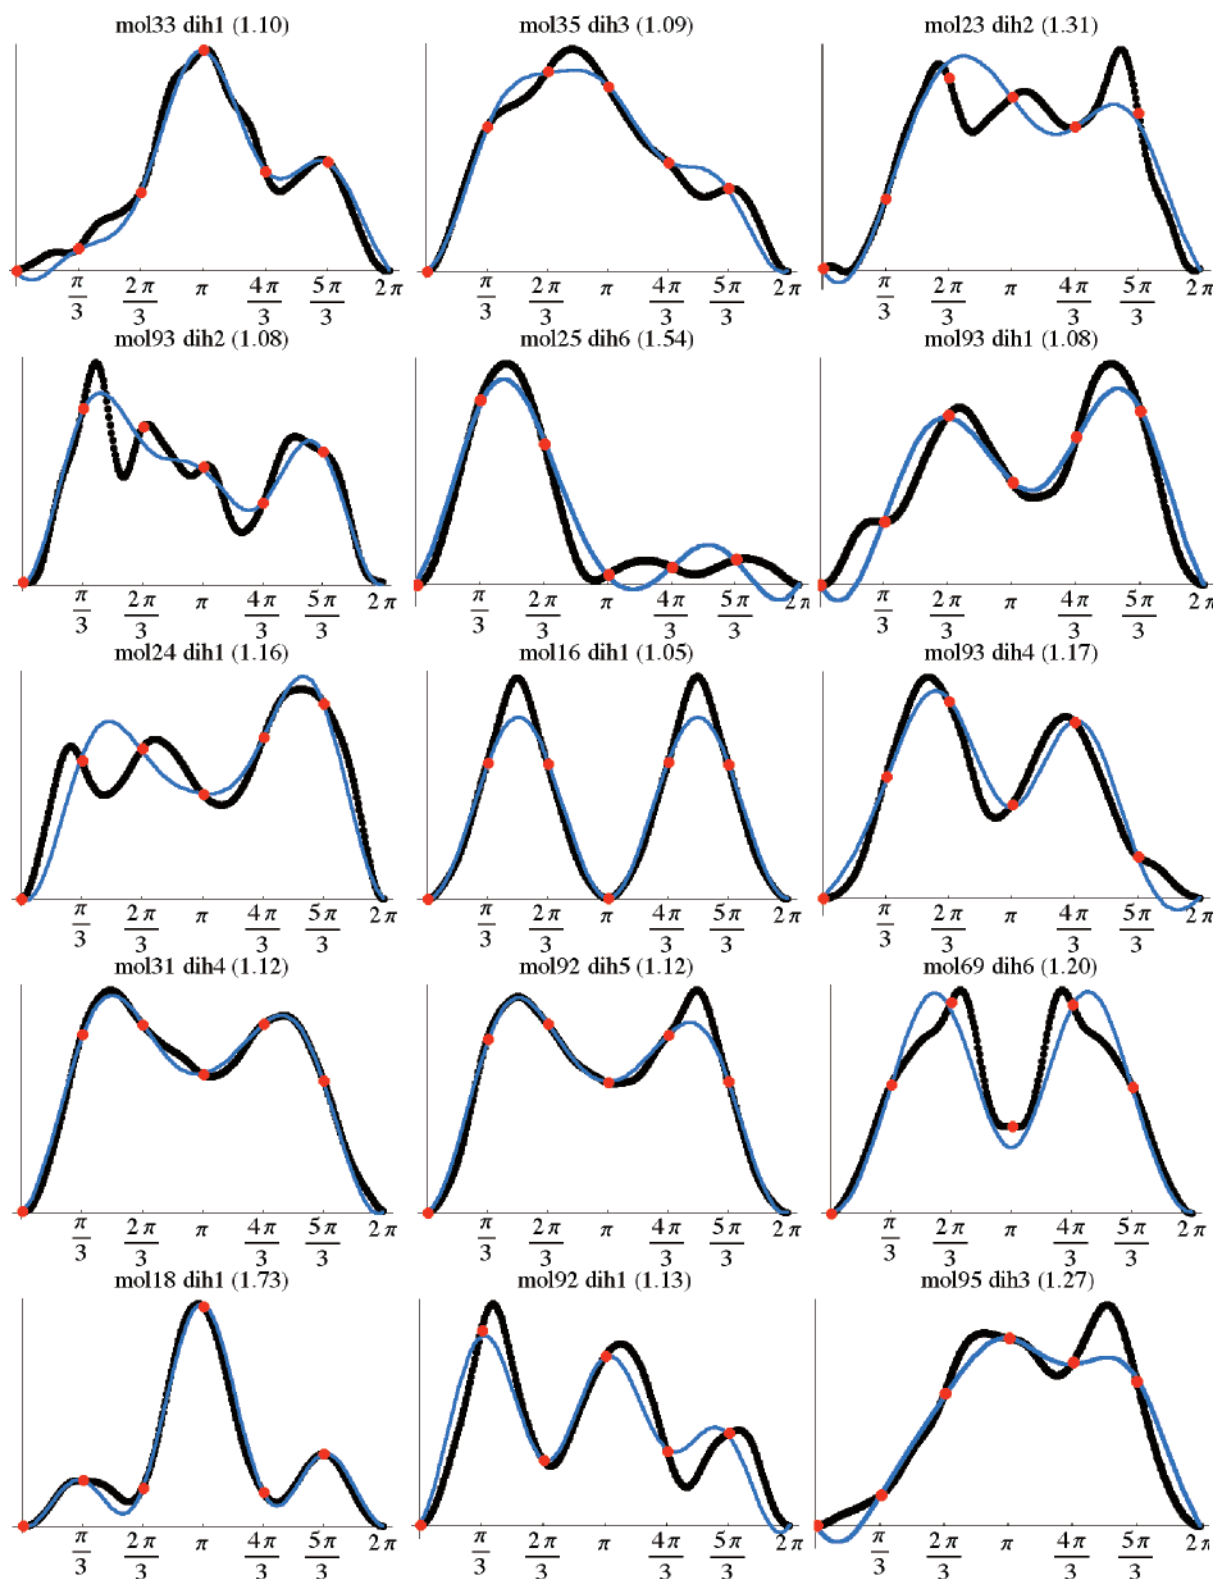 mol33 dih1 (1.10) mol35 dih3 (1.09) mol23 dih2 (1.31)
π/3 2π/3 π 4π/3 5π/3 2π π/3 2π/3 π 4π/3 5π/3 2π π/3 2π/3 π 4π/3 5π/3 2π
mol93 dih2 (1.08) mol25 dih6 (1.54) mol93 dih1 (1.08)
π/3 2π/3 π 4π/3 5π/3 2π π/3 2π/3 π 4π/3 5π/3 2π π/3 2π/3 π 4π/3 5π/3 2π
mol24 dih1 (1.16) mol16 dih1 (1.05) mol93 dih4 (1.17)
π/3 2π/3 π 4π/3 5π/3 2π π/3 2π/3 π 4π/3 5π/3 2π π/3 2π/3 π 4π/3 5π/3 2π
mol31 dih4 (1.12) mol92 dih5 (1.12) mol69 dih6 (1.20)
π/3 2π/3 π 4π/3 5π/3 2π π/3 2π/3 π 4π/3 5π/3 2π π/3 2π/3 π 4π/3 5π/3 2π
mol18 dih1 (1.73) mol92 dih1 (1.13) mol95 dih3 (1.27)
π/3 2π/3 π 4π/3 5π/3 2π π/3 2π/3 π 4π/3 5π/3 2π π/3 2π/3 π 4π/3 5π/3 2π